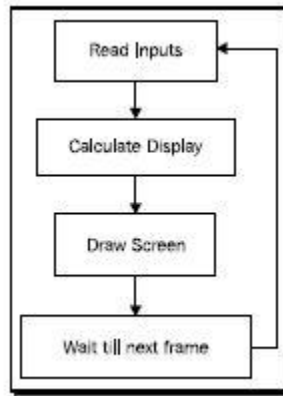 Read Inputs
Calculate Display
Draw Screen
Wait till next frame